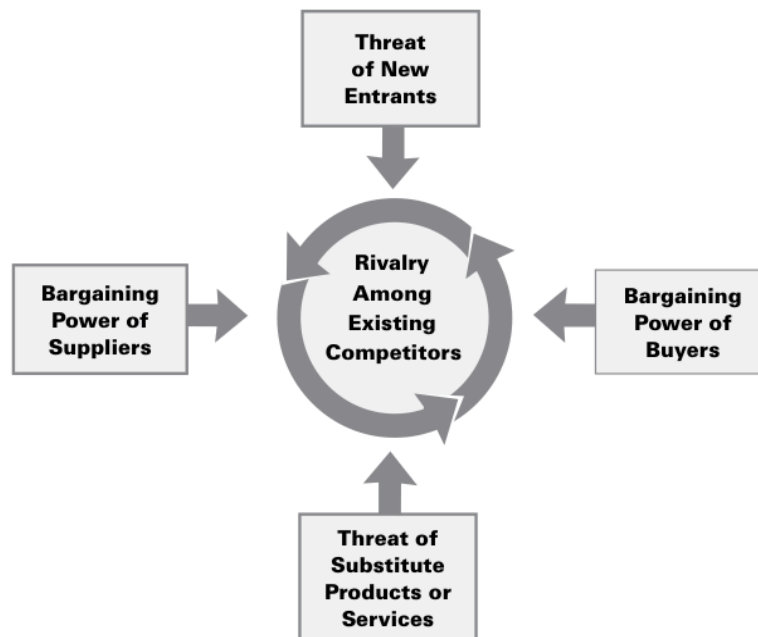 Threat
of New
Entrants
Bargaining
Power of
Suppliers
Rivalry
Among
Existing
Competitors
Bargaining
Power of
Buyers
Threat of
Substitute
Products or
Services